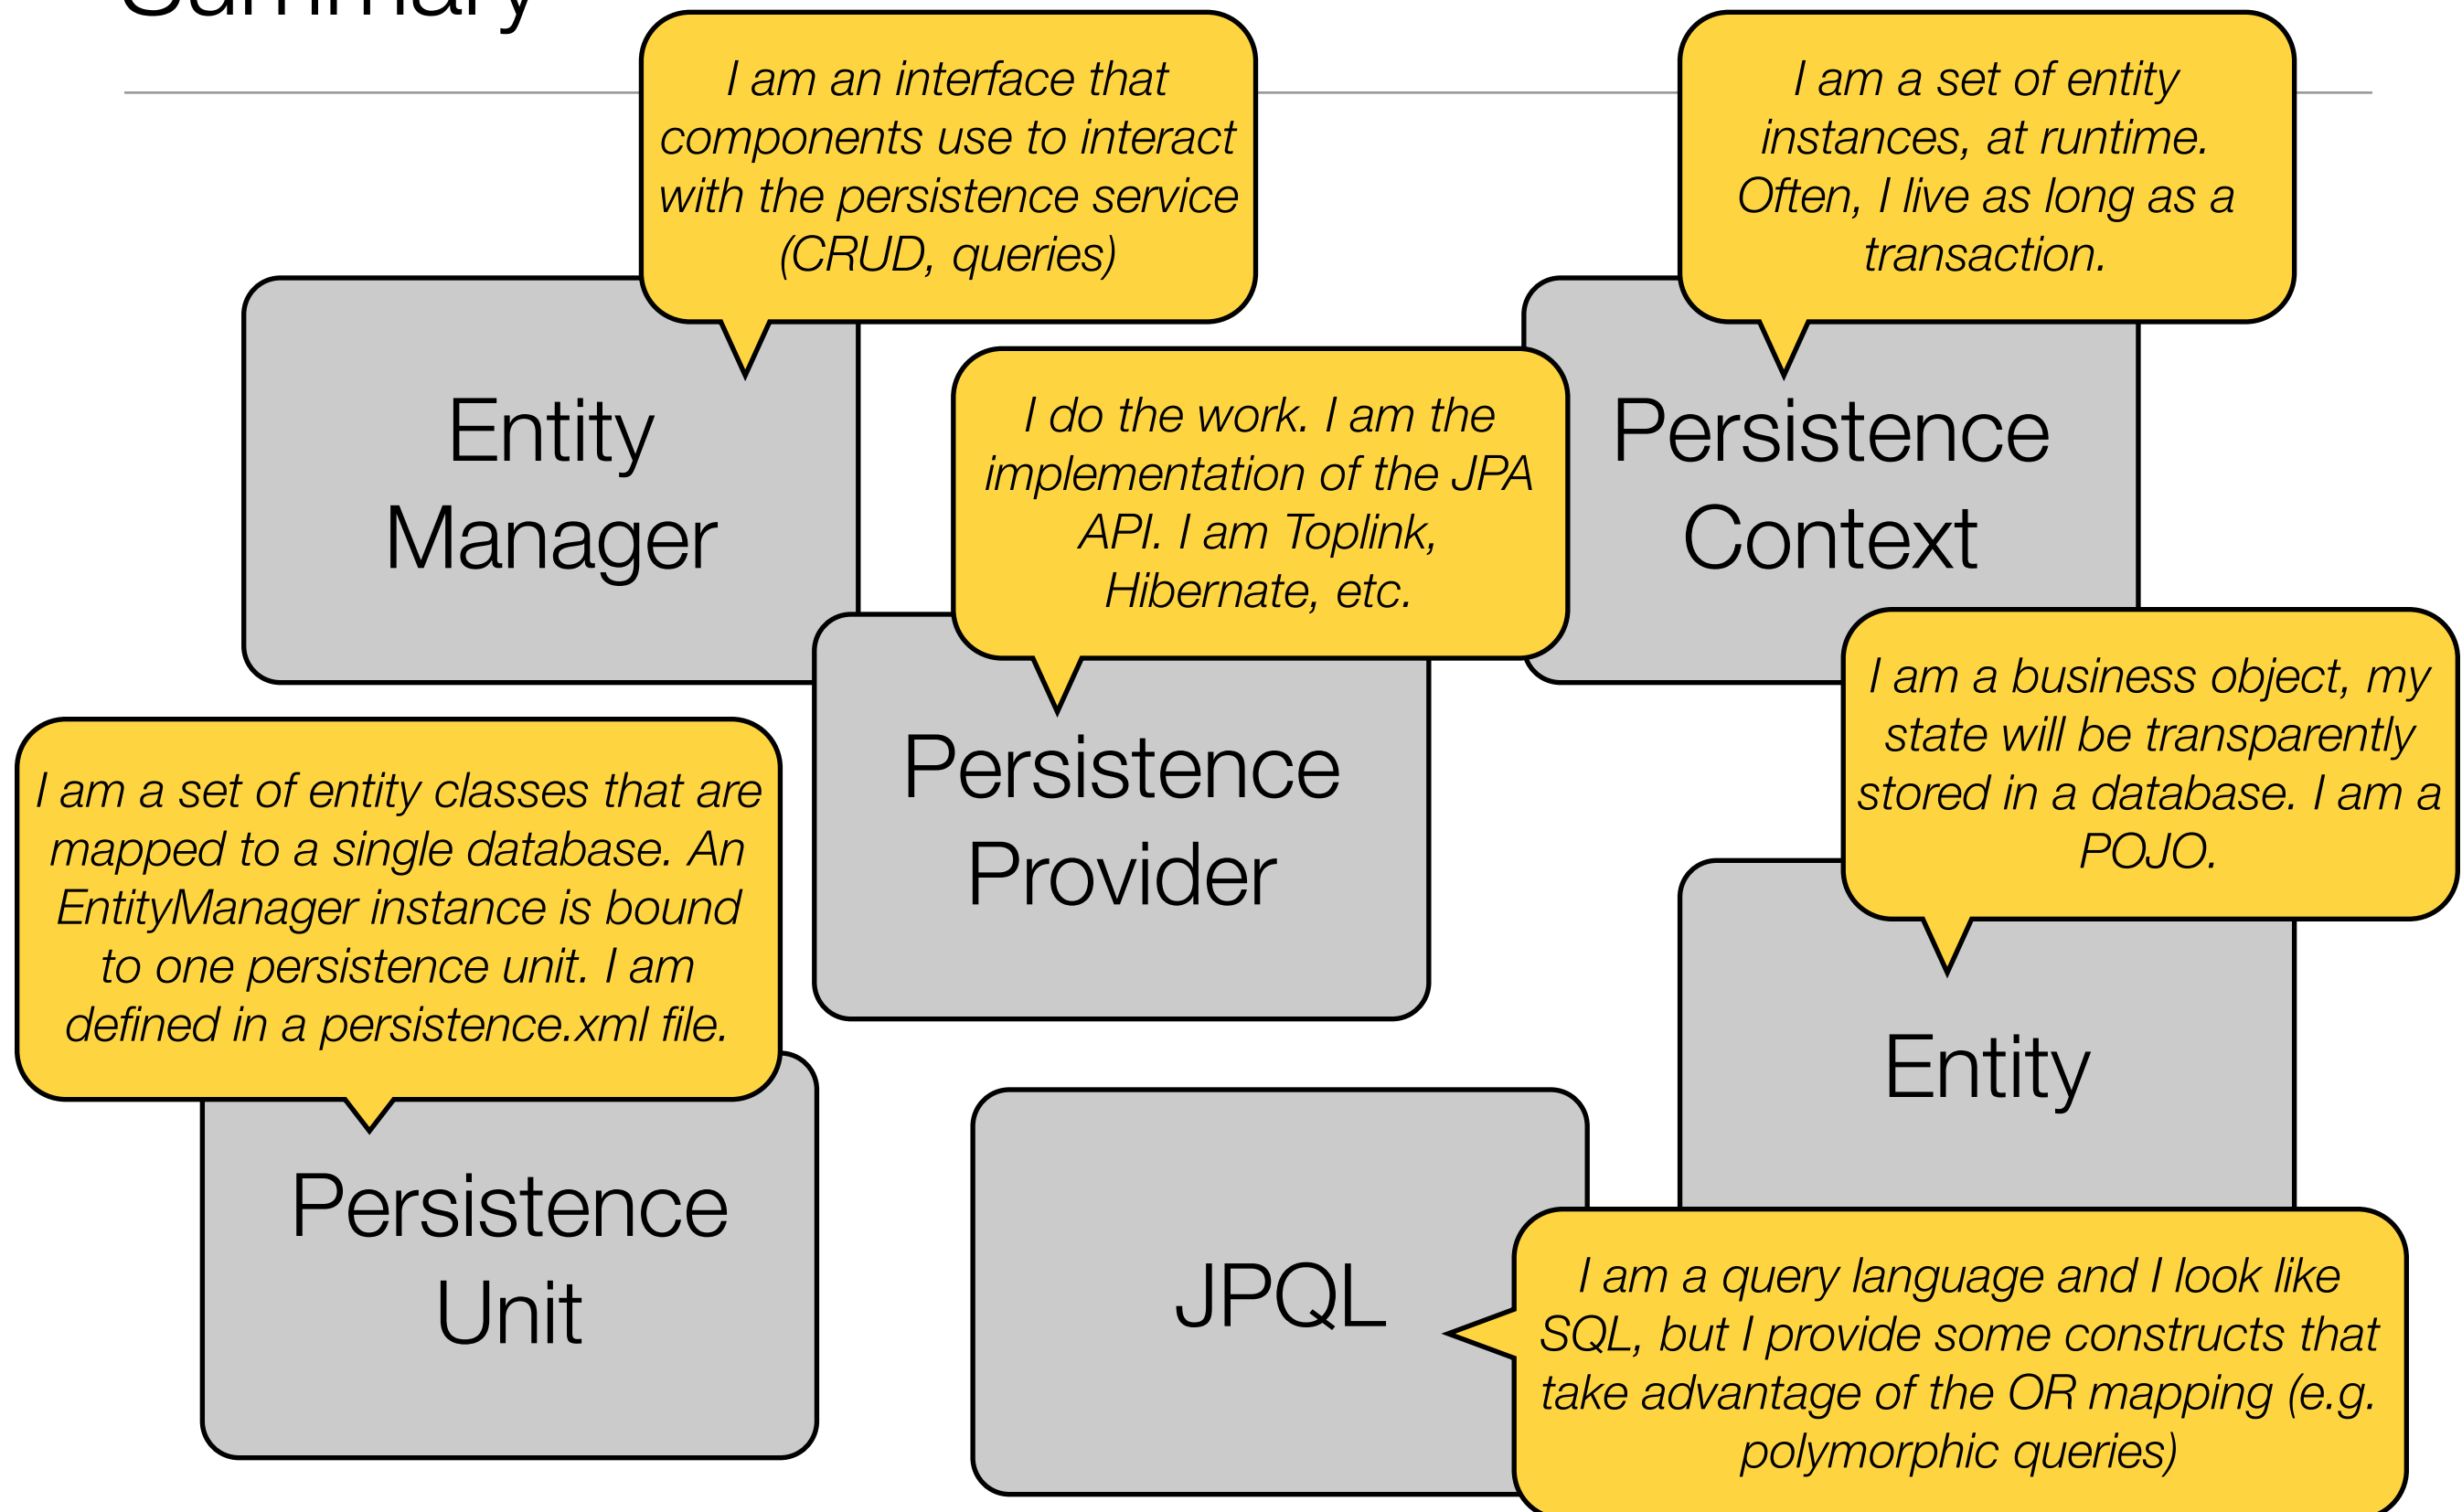 Summary
I am an interface that
components use to interact
with the persistence service
(CRUD, queries)
Entity
Manager
I am a set of entity
instances, at runtime.
Often, I live as long as a
transaction.
Persistence
Context
I do the work. I am the
implementation of the JPA
API. I am Toplink,
Hibernate, etc.
Persistence
Provider
I am a business object, my
state will be transparently
stored in a database. I am a
POJO.
Entity
I am a set of entity classes that are
mapped to a single database. An
EntityManager instance is bound
to one persistence unit. I am
defined in a persistence.xml file.
Persistence
Unit
JPQL
I am a query language and I look like
SQL, but I provide some constructs that
take advantage of the OR mapping (e.g.
polymorphic queries)